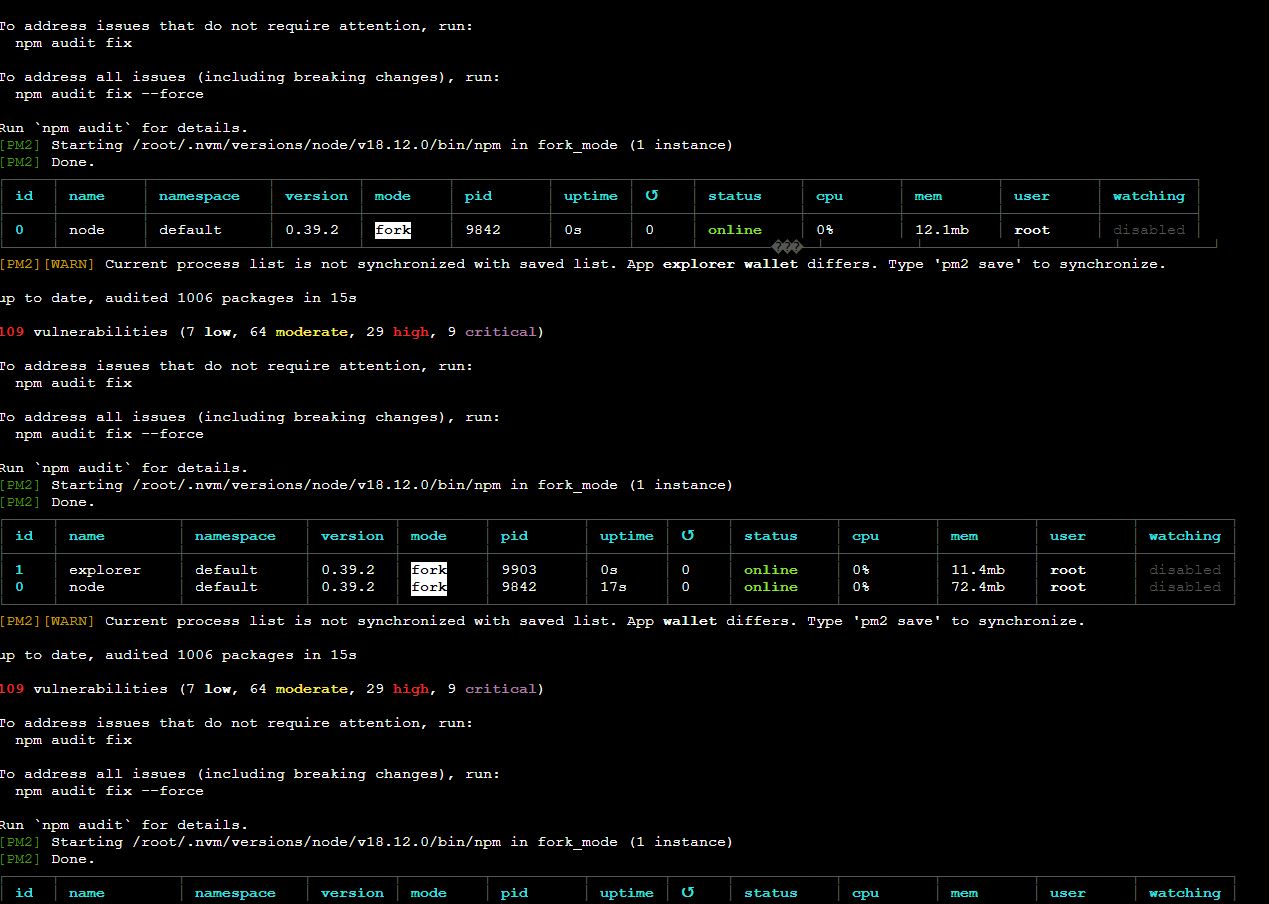 To address issues that do not require attention, run:
  npm audit fix
To address all issues (including breaking changes), run:
  npm audit fix --force
Run `npm audit` for details.
[PM2] Starting /root/.nvm/versions/node/v18.12.0/bin/npm in fork_mode (1 instance)
[PM2] Done.
id name namespace version mode pid uptime ↺ status cpu mem user watching
0 node default 0.39.2 fork 9842 0s 0 online 0% 12.1mb root disabled
[PM2][WARN] Current process list is not synchronized with saved list. App explorer wallet differs. Type 'pm2 save' to synchronize.
up to date, audited 1006 packages in 15s
109 vulnerabilities (7 low, 64 moderate, 29 high, 9 critical)
To address issues that do not require attention, run:
  npm audit fix
To address all issues (including breaking changes), run:
  npm audit fix --force
Run `npm audit` for details.
[PM2] Starting /root/.nvm/versions/node/v18.12.0/bin/npm in fork_mode (1 instance)
[PM2] Done.
id name namespace version mode pid uptime ↺ status cpu mem user watching
1 explorer default 0.39.2 fork 9903 0s 0 online 0% 11.4mb root disabled
0 node default 0.39.2 fork 9842 17s 0 online 0% 72.4mb root disabled
[PM2][WARN] Current process list is not synchronized with saved list. App wallet differs. Type 'pm2 save' to synchronize.
up to date, audited 1006 packages in 15s
109 vulnerabilities (7 low, 64 moderate, 29 high, 9 critical)
To address issues that do not require attention, run:
  npm audit fix
To address all issues (including breaking changes), run:
  npm audit fix --force
Run `npm audit` for details.
[PM2] Starting /root/.nvm/versions/node/v18.12.0/bin/npm in fork_mode (1 instance)
[PM2] Done.
id name namespace version mode pid uptime ↺ status cpu mem user watching